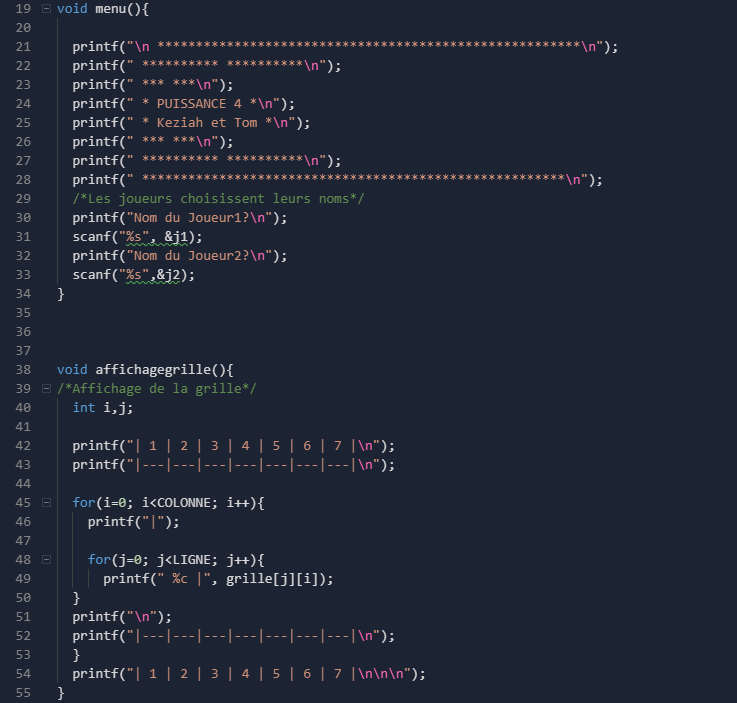 19 void menu(){
20
21 printf("\n *******************************************************\n");
22 printf(" ********** **********\n");
23 printf(" *** ***\n");
24 printf(" * PUISSANCE 4 *\n");
25 printf(" * Keziah et Tom *\n");
26 printf(" *** ***\n");
27 printf(" ********** **********\n");
28 printf(" *******************************************************\n");
29 /*Les joueurs choisissent leurs noms*/
30 printf("Nom du Joueur1?\n");
31 scanf("%s", &j1);
32 printf("Nom du Joueur2?\n");
33 scanf("%s",&j2);
34 }
35
36
37
38 void affichagegrille(){
39 /*Affichage de la grille*/
40 int i,j;
41
42 printf("| 1 | 2 | 3 | 4 | 5 | 6 | 7 |\n");
43 printf("|---|---|---|---|---|---|---|\n");
44
45 for(i=0; i<COLONNE; i++){
46 printf("|");
47
48 for(j=0; j<LIGNE; j++){
49 printf(" %c |", grille[j][i]);
50 }
51 printf("\n");
52 printf("|---|---|---|---|---|---|---|\n");
53 }
54 printf("| 1 | 2 | 3 | 4 | 5 | 6 | 7 |\n\n\n");
55 }